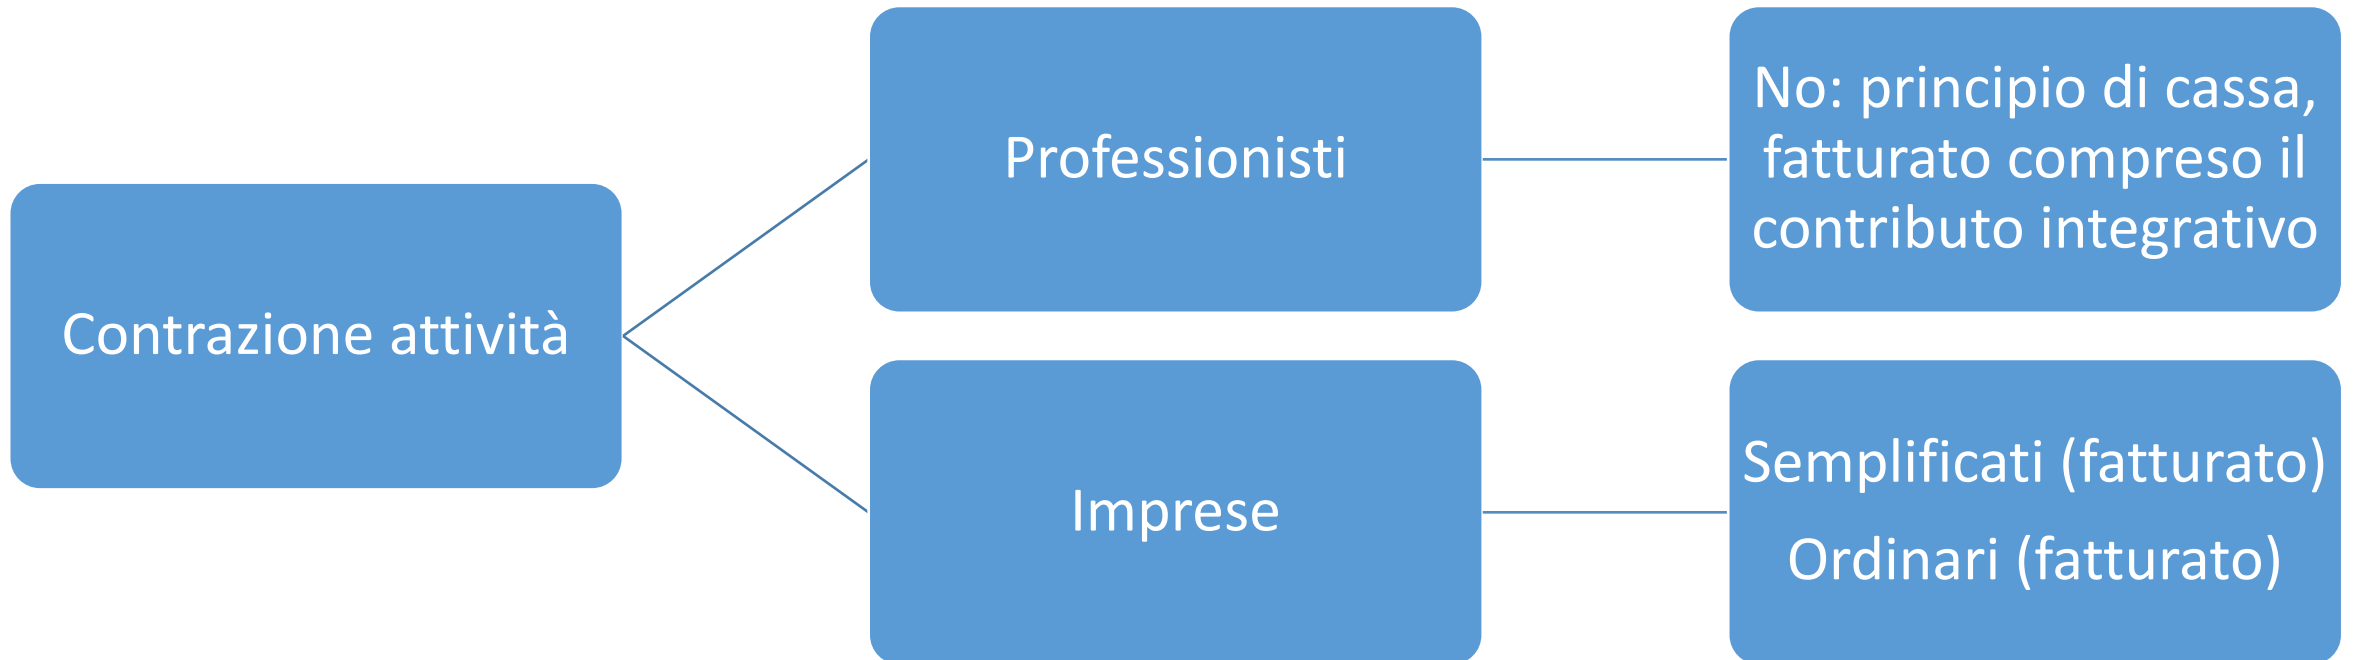 Contrazione attività
Professionisti
No: principio di cassa,
fatturato compreso il
contributo integrativo
Imprese
Semplificati (fatturato)
Ordinari (fatturato)